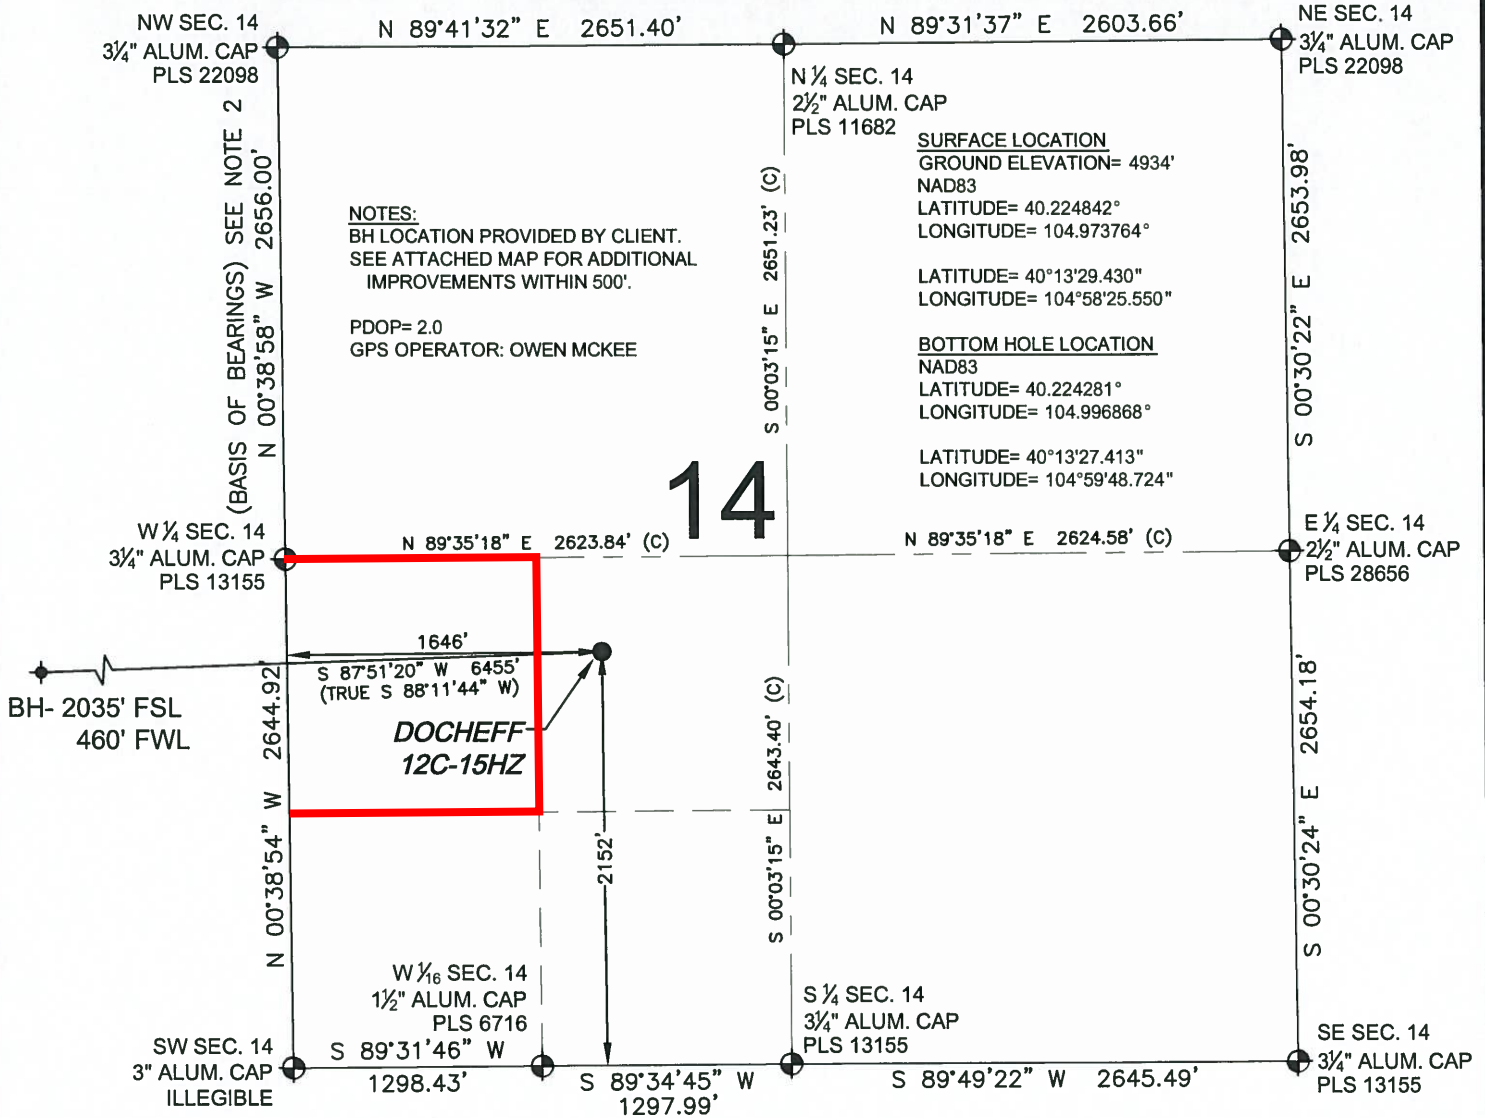 NW SEC. 14
3¼" ALUM. CAP
PLS 22098
N 89°41'32" E 2651.40'
N 89°31'37" E 2603.66'
NE SEC. 14
3¼" ALUM. CAP
PLS 22098
N ¼ SEC. 14
2½" ALUM. CAP
PLS 11682
(BASIS OF BEARINGS) SEE NOTE 2
N 00°38'58" W 2656.00'
NOTES:
BH LOCATION PROVIDED BY CLIENT.
SEE ATTACHED MAP FOR ADDITIONAL
IMPROVEMENTS WITHIN 500'.
PDOP= 2.0
GPS OPERATOR: OWEN MCKEE
S 00°03'15" E 2651.23' (C)
SURFACE LOCATION
GROUND ELEVATION= 4934'
NAD83
LATITUDE= 40.224842°
LONGITUDE= 104.973764°
LATITUDE= 40°13'29.430"
LONGITUDE= 104°58'25.550"
BOTTOM HOLE LOCATION
NAD83
LATITUDE= 40.224281°
LONGITUDE= 104.996868°
LATITUDE= 40°13'27.413"
LONGITUDE= 104°59'48.724"
S 00°30'22" E 2653.98'
14
W ¼ SEC. 14
3¼" ALUM. CAP
PLS 13155
N 89°35'18" E 2623.84' (C)
N 89°35'18" E 2624.58' (C)
E ¼ SEC. 14
2½" ALUM. CAP
PLS 28656
1646'
S 87°51'20" W 6455'
(TRUE S 88°11'44" W)
BH- 2035' FSL
460' FWL
DOCHEFF
12C-15HZ
N 00°38'54" W 2644.92'
2152'
S 00°03'15" E 2643.40' (C)
S 00°30'24" E 2654.18'
W 1⁄16 SEC. 14
1½" ALUM. CAP
PLS 6716
S ¼ SEC. 14
3¼" ALUM. CAP
PLS 13155
SW SEC. 14
3" ALUM. CAP
ILLEGIBLE
S 89°31'46" W
1298.43'
S 89°34'45" W
1297.99'
S 89°49'22" W 2645.49'
SE SEC. 14
3¼" ALUM. CAP
PLS 13155